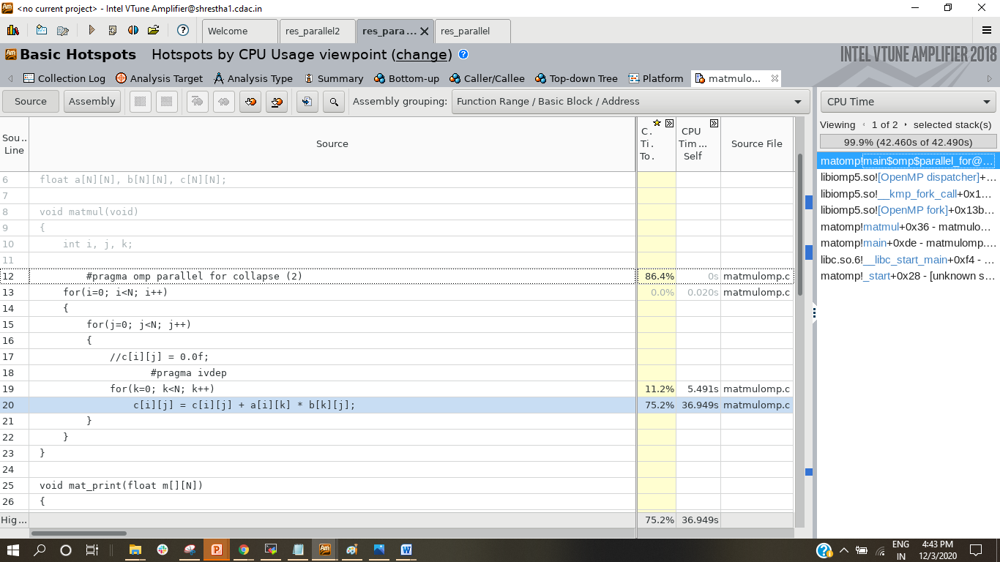 <no current project> - Intel VTune Amplifier@shrestha1.cdac.in
Welcome
res_parallel2
res_para...
res_parallel
Basic Hotspots Hotspots by CPU Usage viewpoint (change)
INTEL VTUNE AMPLIFIER 2018
Collection Log
Analysis Target
Analysis Type
Summary
Bottom-up
Caller/Callee
Top-down Tree
Platform
matmulo...
Source
Assembly
Assembly grouping: Function Range / Basic Block / Address
CPU Time
Viewing 1 of 2 selected stack(s)
99.9% (42.460s of 42.490s)
matomp!main$omp$parallel_for@...
libiomp5.so![OpenMP dispatcher]+...
libiomp5.so!__kmp_fork_call+0x1...
libiomp5.so![OpenMP fork]+0x13b...
matomp!matmul+0x36 - matmulo...
matomp!main+0xde - matmulomp....
libc.so.6!__libc_start_main+0xf4 - ...
matomp!_start+0x28 - [unknown s...
Sou..
Line
Source
C.
Ti.
To.
CPU
Tim...
Self
Source File
6 float a[N][N], b[N][N], c[N][N];
7
8 void matmul(void)
9 {
10 int i, j, k;
11
12 #pragma omp parallel for collapse (2) 86.4% 0s matmulomp.c
13 for(i=0; i<N; i++) 0.0% 0.020s matmulomp.c
14 {
15 for(j=0; j<N; j++)
16 {
17 //c[i][j] = 0.0f;
18 #pragma ivdep
19 for(k=0; k<N; k++) 11.2% 5.491s matmulomp.c
20 c[i][j] = c[i][j] + a[i][k] * b[k][j]; 75.2% 36.949s matmulomp.c
21 }
22 }
23 }
24
25 void mat_print(float m[][N])
26 {
Hig... 75.2% 36.949s
ENG
IN
4:43 PM
12/3/2020